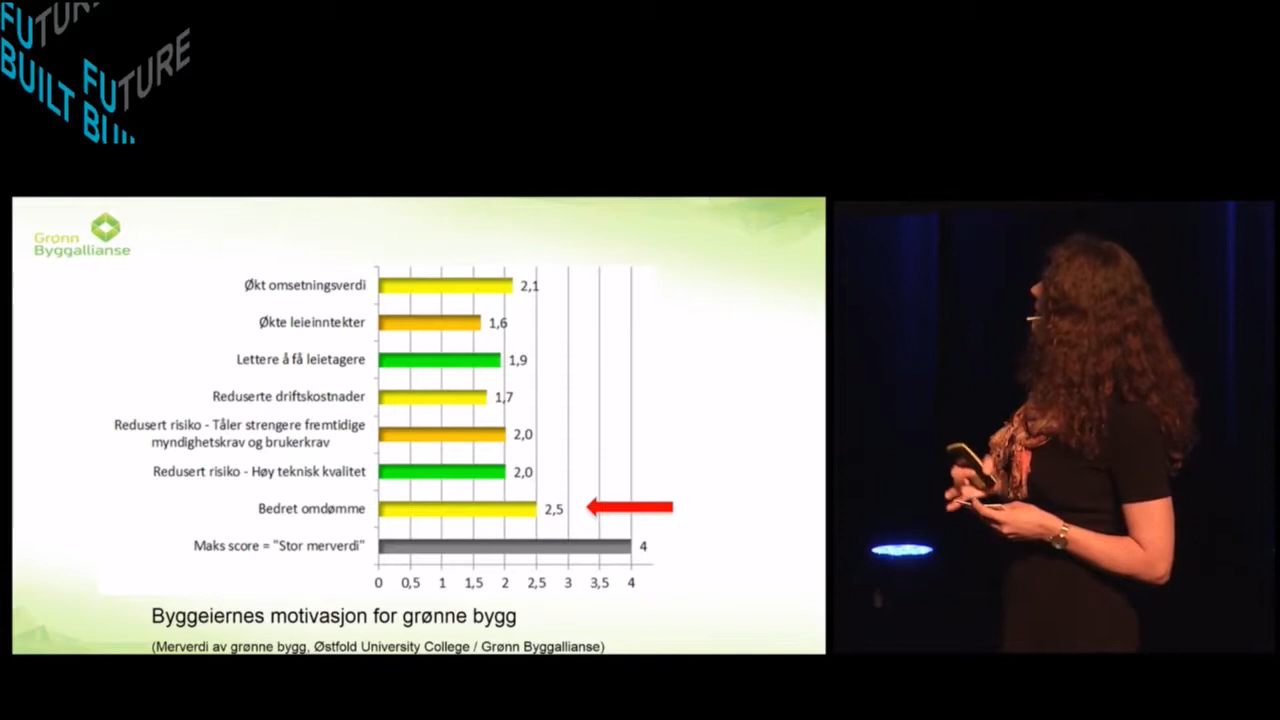 FUTURE
BUILT
FUTURE
Grønn
Byggallianse
Økt omsetningsverdi
2,1
Økte leieinntekter
1,6
Lettere å få leietagere
1,9
Reduserte driftskostnader
1,7
Redusert risiko - Tåler strengere fremtidige
myndighetskrav og brukerkrav
2,0
Redusert risiko - Høy teknisk kvalitet
2,0
Bedret omdømme
2,5
Maks score = "Stor merverdi"
4
0 0,5 1 1,5 2 2,5 3 3,5 4
Byggeiernes motivasjon for grønne bygg
(Merverdi av grønne bygg, Østfold University College / Grønn Byggallianse)